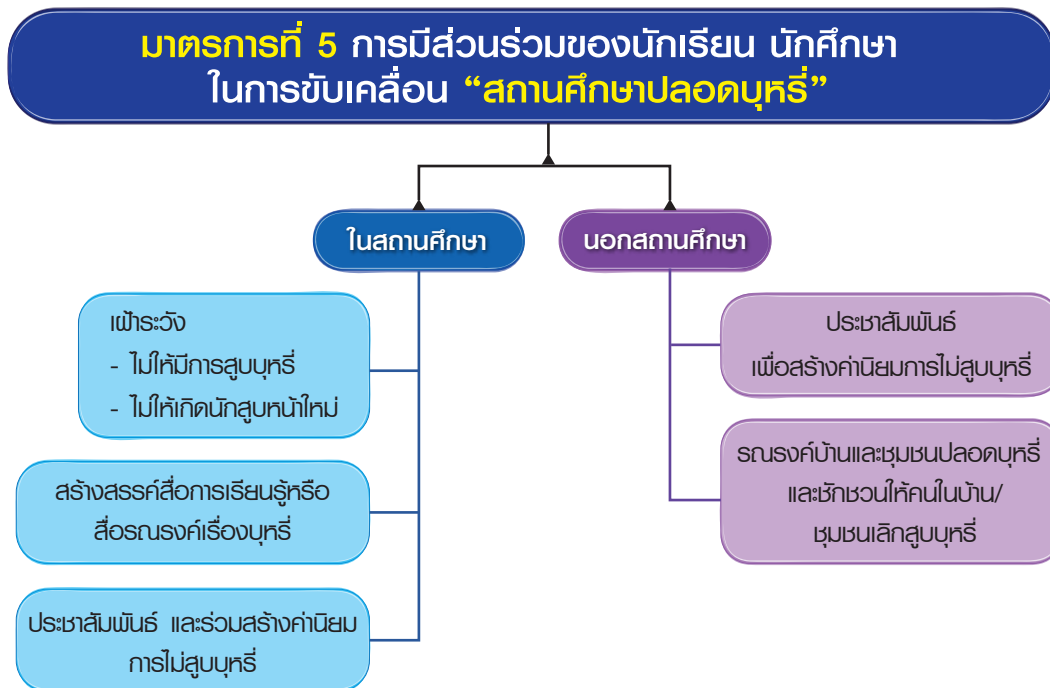 มาตรการที่ 5 การมีส่วนร่วมของนักเรียน นักศึกษา
ในการขับเคลื่อน “สถานศึกษาปลอดบุหรี่”
ในสถานศึกษา
นอกสถานศึกษา
เฝ้าระวัง
- ไม่ให้มีการสูบบุหรี่
- ไม่ให้เกิดนักสูบหน้าใหม่
สร้างสรรค์สื่อการเรียนรู้หรือ
สื่อรณรงค์เรื่องบุหรี่
ประชาสัมพันธ์ และร่วมสร้างค่านิยม
การไม่สูบบุหรี่
ประชาสัมพันธ์
เพื่อสร้างค่านิยมการไม่สูบบุหรี่
รณรงค์บ้านและชุมชนปลอดบุหรี่
และชักชวนให้คนในบ้าน/
ชุมชนเลิกสูบบุหรี่